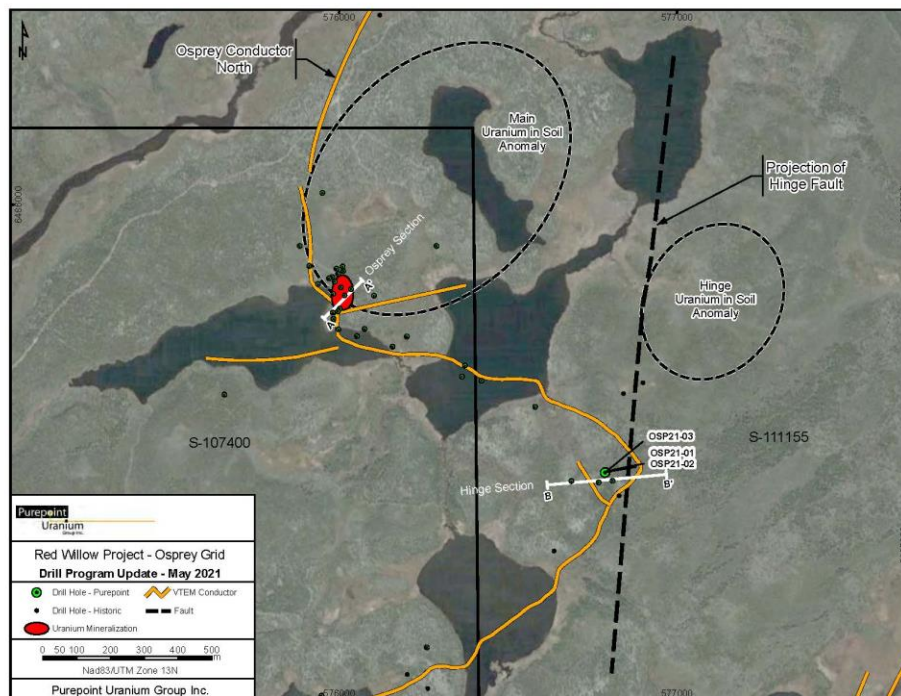 576000
577000
N
Osprey Conductor
North
Main
Uranium in Soil
Anomaly
Projection of
Hinge Fault
6488000
Osprey Section
A'
A
Hinge
Uranium in Soil
Anomaly
S-107400
S-111155
OSP21-03
OSP21-01
OSP21-02
Hinge Section
B
B'
Purepoint
Uranium
Group Inc.
Red Willow Project - Osprey Grid
Drill Program Update - May 2021
Drill Hole - Purepoint
VTEM Conductor
Drill Hole - Historic
Fault
Uranium Mineralization
0 50 100 200 300 400 500
m
Nad83/UTM Zone 13N
Purepoint Uranium Group Inc.
576000
577000